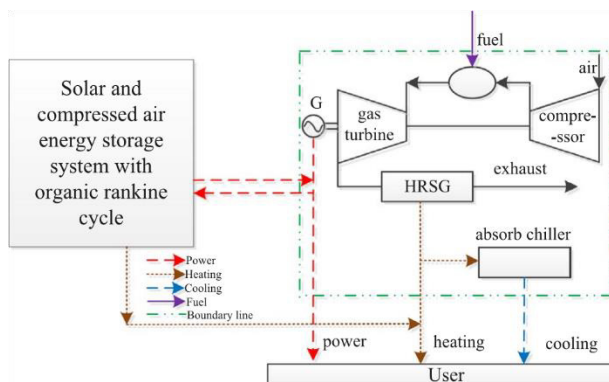 Solar and
compressed air
energy storage
system with
organic rankine
cycle
fuel
air
G
gas
turbine
compre-
ssor
HRSG
exhaust
absorb chiller
Power
Heating
Cooling
Fuel
Boundary line
power
heating
cooling
User